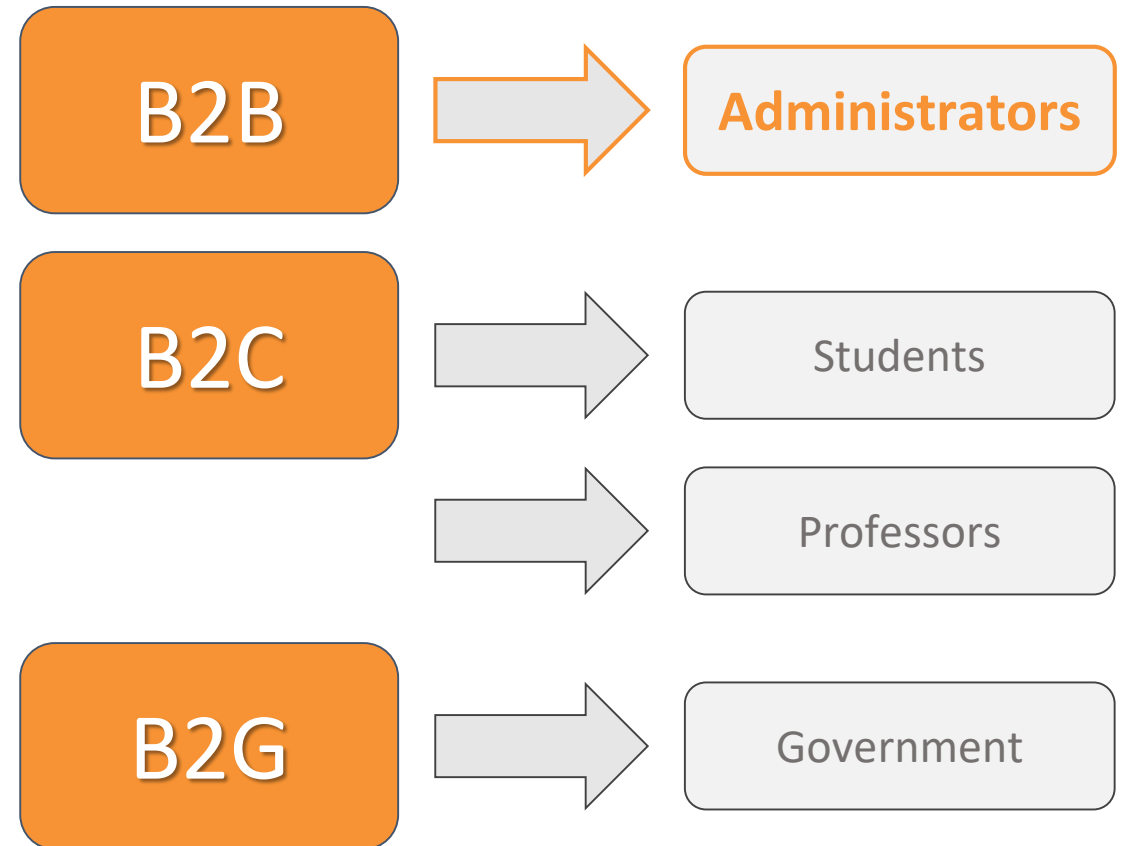 B2B
Administrators
B2C
Students
Professors
B2G
Government